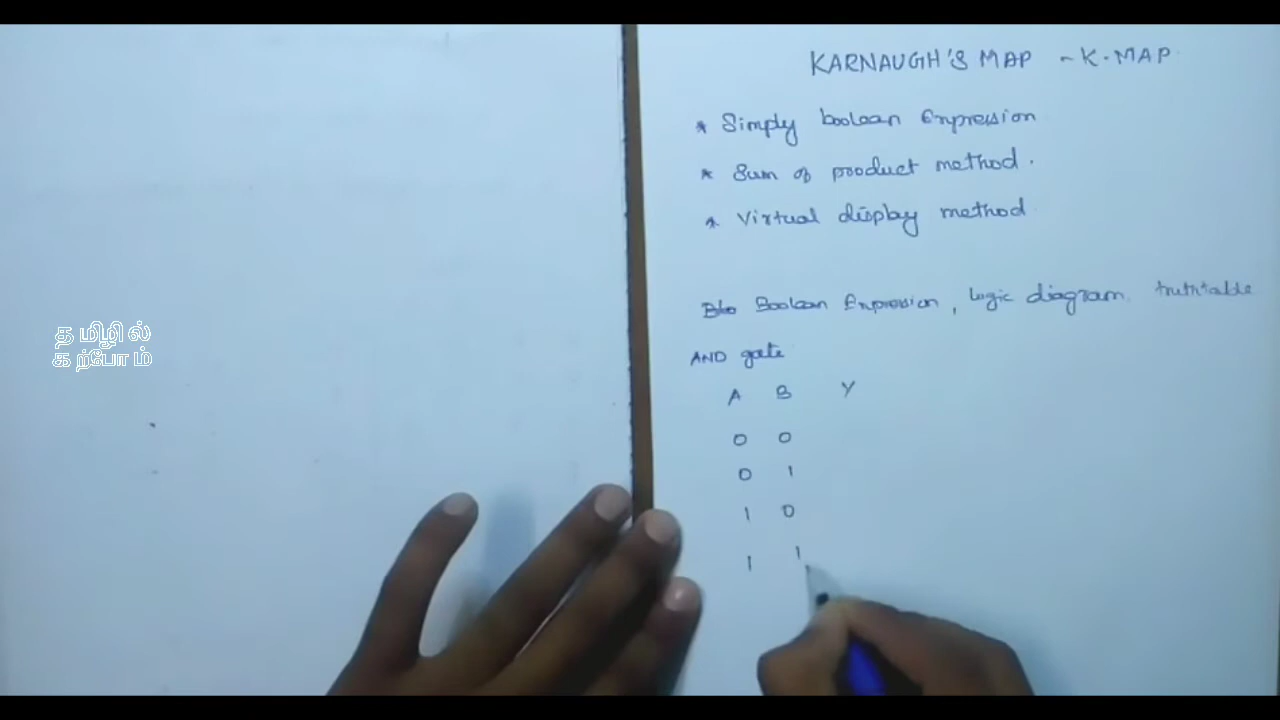 KARNAUGH'S MAP - K.MAP
* Simply boolean Expression
* Sum of product method.
* Virtual display method
Boolean Expression, logic diagram. truthtable
AND gate
A B Y
0 0
0 1
1 0
1 1
தமிழில்
கற்போம்